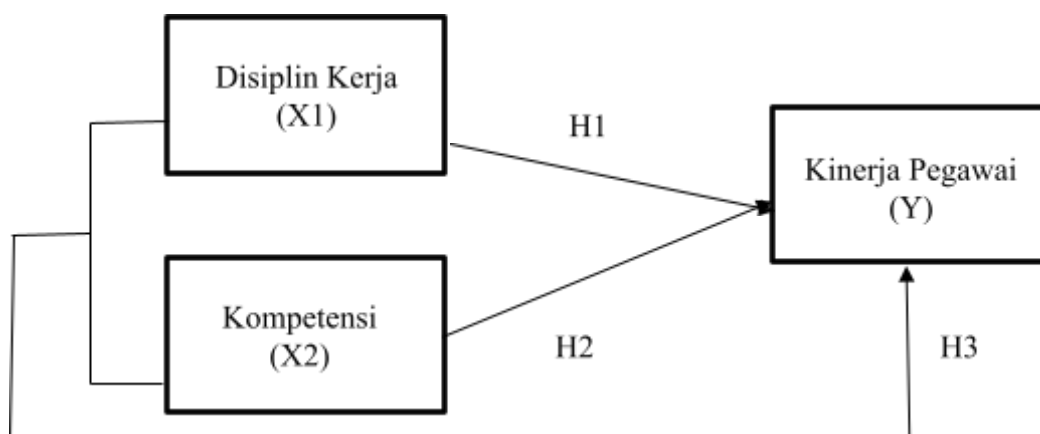 Disiplin Kerja
(X1)
H1
Kinerja Pegawai
(Y)
Kompetensi
(X2)
H2
H3